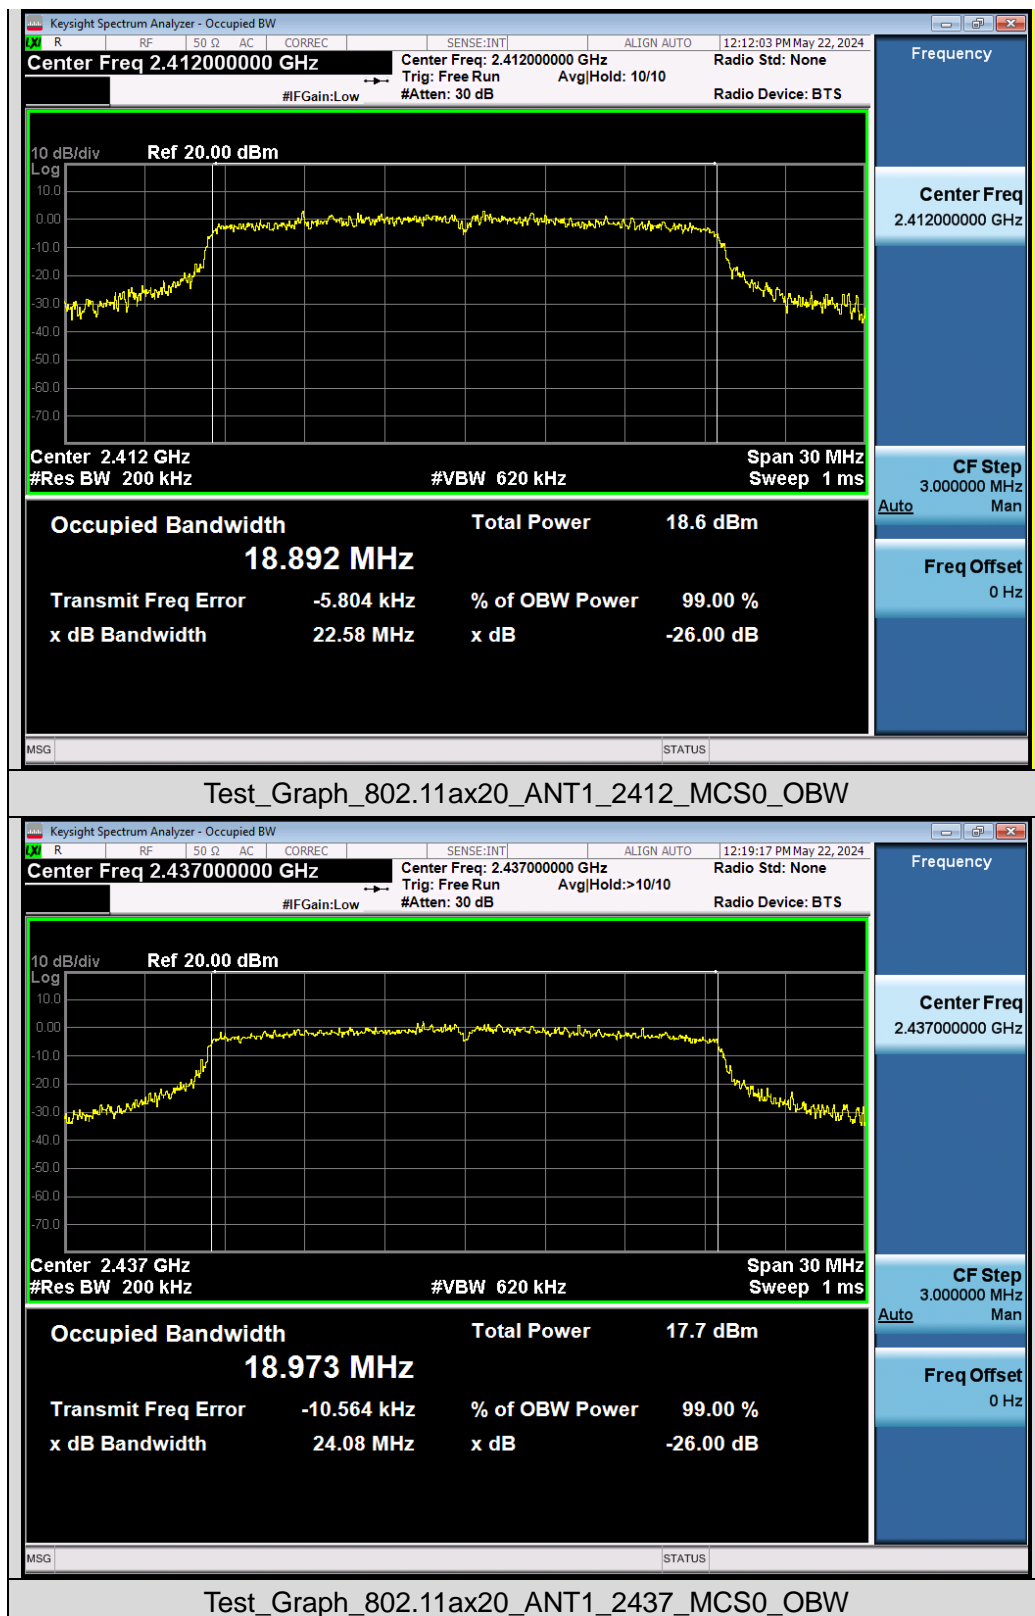 Keysight Spectrum Analyzer - Occupied BW
LXI R RF 50 Ω AC CORREC SENSE:INT ALIGN AUTO 12:12:03 PM May 22, 2024
Center Freq 2.412000000 GHz
Center Freq: 2.412000000 GHz Radio Std: None
Trig: Free Run Avg|Hold: 10/10
#IFGain:Low #Atten: 30 dB Radio Device: BTS
Frequency
10 dB/div Ref 20.00 dBm
Log
10.0
0.00
-10.0
-20.0
-30.0
-40.0
-50.0
-60.0
-70.0
Center Freq
2.412000000 GHz
Center 2.412 GHz Span 30 MHz
#Res BW 200 kHz #VBW 620 kHz Sweep 1 ms
CF Step
3.000000 MHz
Auto Man
Freq Offset
0 Hz
Occupied Bandwidth Total Power 18.6 dBm
18.892 MHz
Transmit Freq Error -5.804 kHz % of OBW Power 99.00 %
x dB Bandwidth 22.58 MHz x dB -26.00 dB
MSG STATUS
Test_Graph_802.11ax20_ANT1_2412_MCS0_OBW
Keysight Spectrum Analyzer - Occupied BW
LXI R RF 50 Ω AC CORREC SENSE:INT ALIGN AUTO 12:19:17 PM May 22, 2024
Center Freq 2.437000000 GHz
Center Freq: 2.437000000 GHz Radio Std: None
Trig: Free Run Avg|Hold:>10/10
#IFGain:Low #Atten: 30 dB Radio Device: BTS
Frequency
10 dB/div Ref 20.00 dBm
Log
10.0
0.00
-10.0
-20.0
-30.0
-40.0
-50.0
-60.0
-70.0
Center Freq
2.437000000 GHz
Center 2.437 GHz Span 30 MHz
#Res BW 200 kHz #VBW 620 kHz Sweep 1 ms
CF Step
3.000000 MHz
Auto Man
Freq Offset
0 Hz
Occupied Bandwidth Total Power 17.7 dBm
18.973 MHz
Transmit Freq Error -10.564 kHz % of OBW Power 99.00 %
x dB Bandwidth 24.08 MHz x dB -26.00 dB
MSG STATUS
Test_Graph_802.11ax20_ANT1_2437_MCS0_OBW